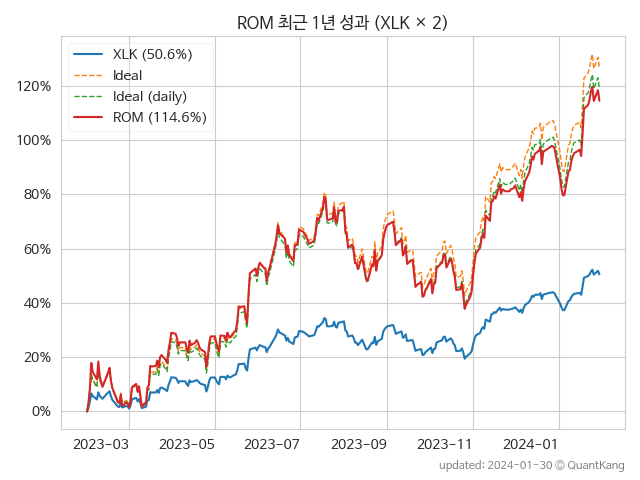 ROM 최근 1년 성과 (XLK × 2)
XLK (50.6%)
Ideal
Ideal (daily)
ROM (114.6%)
120%
100%
80%
60%
40%
20%
0%
2023-03 2023-05 2023-07 2023-09 2023-11 2024-01
updated: 2024-01-30 © QuantKang